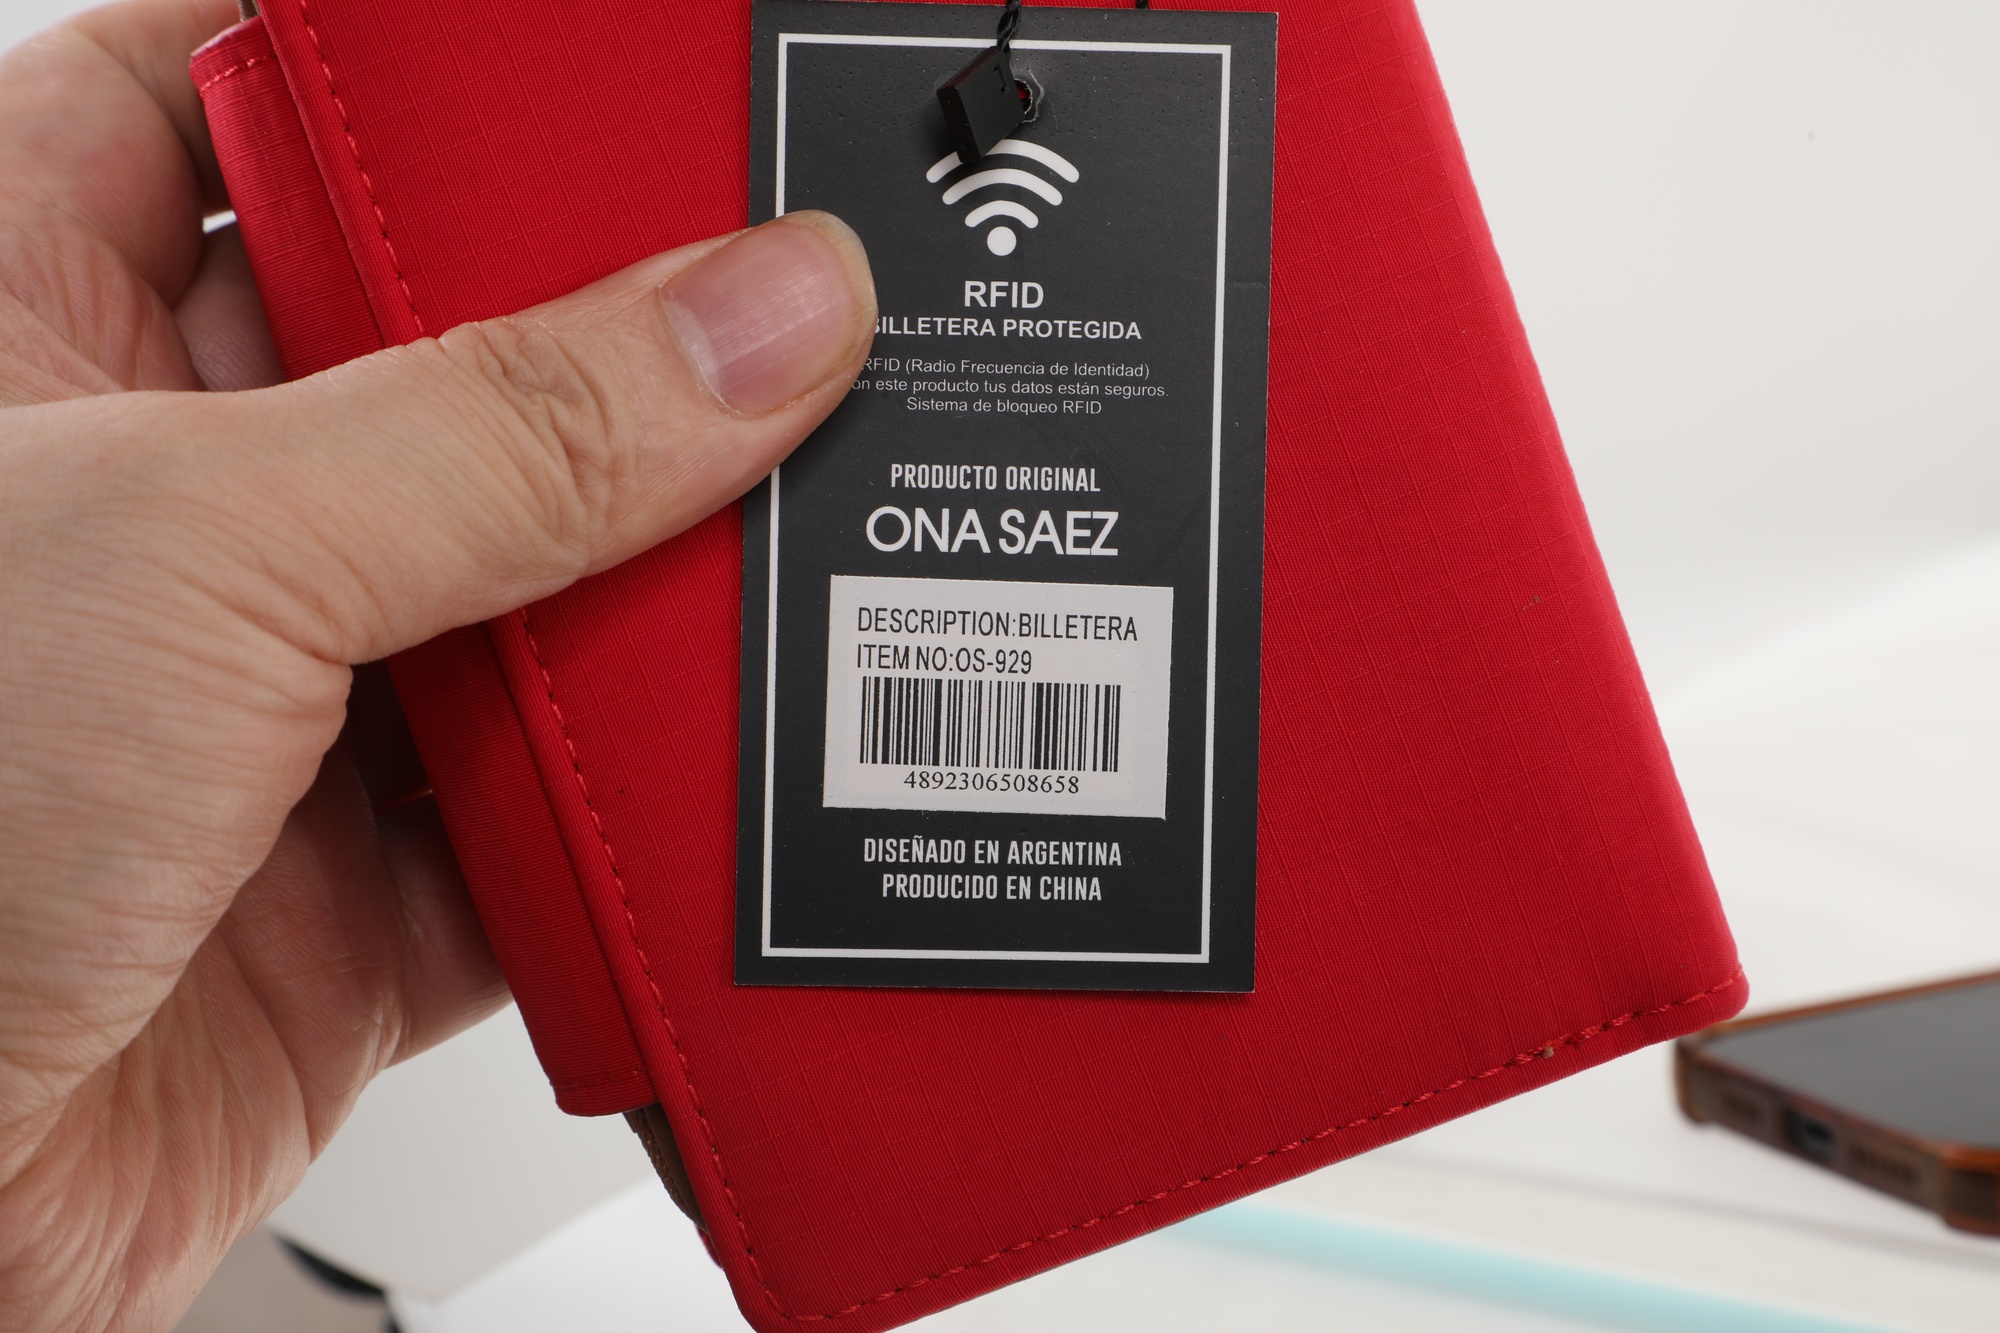 RFID
BILLETERA PROTEGIDA
RFID (Radio Frecuencia de Identidad)
este producto tus datos están seguros.
Sistema de bloqueo RFID
PRODUCTO ORIGINAL
ONA SAEZ
DESCRIPTION:BILLETERA
ITEM NO:OS-929
4892306508658
DISEÑADO EN ARGENTINA
PRODUCIDO EN CHINA